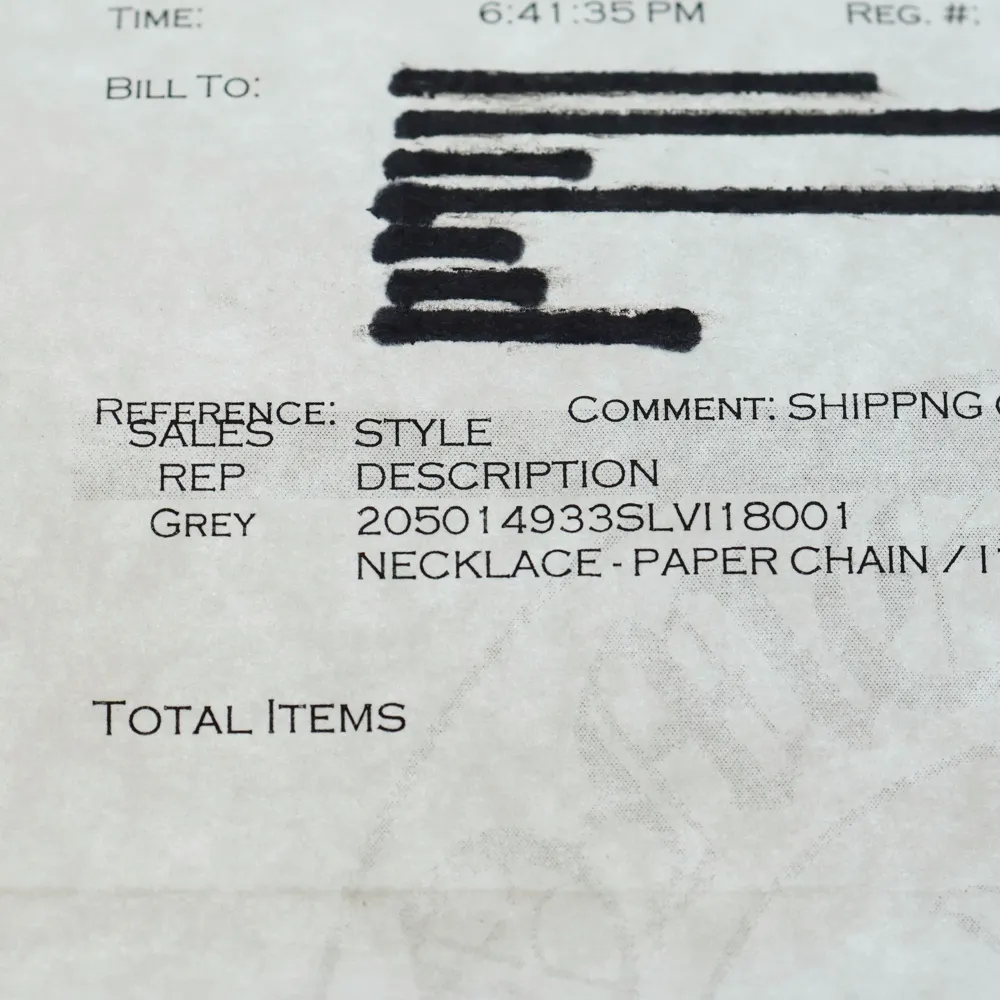 TIME: 6:41:35 PM REG. #:
BILL TO:
REFERENCE: COMMENT: SHIPPNG
SALES STYLE
REP DESCRIPTION
GREY 205014933SLVI18001
NECKLACE - PAPER CHAIN /
TOTAL ITEMS